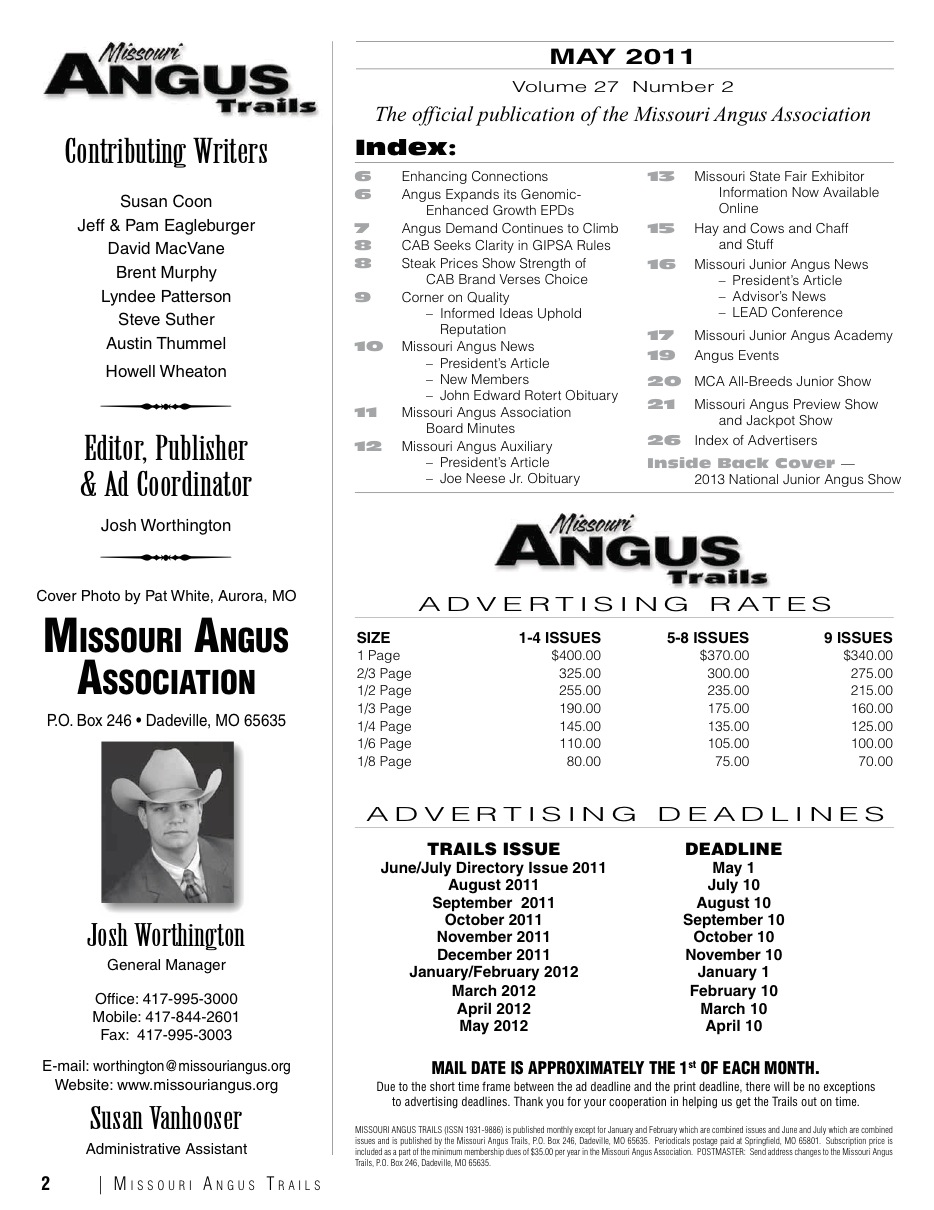 Missouri
ANGUS
Trails
Contributing Writers
Susan Coon
Jeff & Pam Eagleburger
David MacVane
Brent Murphy
Lyndee Patterson
Steve Suther
Austin Thummel
Howell Wheaton
Editor, Publisher
& Ad Coordinator
Josh Worthington
Cover Photo by Pat White, Aurora, MO
MISSOURI ANGUS
ASSOCIATION
P.O. Box 246 • Dadeville, MO 65635
Josh Worthington
General Manager
Office: 417-995-3000
Mobile: 417-844-2601
Fax: 417-995-3003
E-mail: worthington@missouriangus.org
Website: www.missouriangus.org
Susan Vanhooser
Administrative Assistant
MAY 2011
Volume 27 Number 2
The official publication of the Missouri Angus Association
Index:
6 Enhancing Connections
6 Angus Expands its Genomic-
Enhanced Growth EPDs
7 Angus Demand Continues to Climb
8 CAB Seeks Clarity in GIPSA Rules
8 Steak Prices Show Strength of
CAB Brand Verses Choice
9 Corner on Quality
– Informed Ideas Uphold
Reputation
10 Missouri Angus News
– President's Article
– New Members
– John Edward Rotert Obituary
11 Missouri Angus Association
Board Minutes
12 Missouri Angus Auxiliary
– President's Article
– Joe Neese Jr. Obituary
13 Missouri State Fair Exhibitor
Information Now Available
Online
15 Hay and Cows and Chaff
and Stuff
16 Missouri Junior Angus News
– President's Article
– Advisor's News
– LEAD Conference
17 Missouri Junior Angus Academy
19 Angus Events
20 MCA All-Breeds Junior Show
21 Missouri Angus Preview Show
and Jackpot Show
26 Index of Advertisers
Inside Back Cover —
2013 National Junior Angus Show
Missouri
ANGUS
Trails
ADVERTISING RATES
SIZE 1-4 ISSUES 5-8 ISSUES 9 ISSUES
1 Page $400.00 $370.00 $340.00
2/3 Page 325.00 300.00 275.00
1/2 Page 255.00 235.00 215.00
1/3 Page 190.00 175.00 160.00
1/4 Page 145.00 135.00 125.00
1/6 Page 110.00 105.00 100.00
1/8 Page 80.00 75.00 70.00
ADVERTISING DEADLINES
TRAILS ISSUE DEADLINE
June/July Directory Issue 2011 May 1
August 2011 July 10
September 2011 August 10
October 2011 September 10
November 2011 October 10
December 2011 November 10
January/February 2012 January 1
March 2012 February 10
April 2012 March 10
May 2012 April 10
MAIL DATE IS APPROXIMATELY THE 1st OF EACH MONTH.
Due to the short time frame between the ad deadline and the print deadline, there will be no exceptions
to advertising deadlines. Thank you for your cooperation in helping us get the Trails out on time.
MISSOURI ANGUS TRAILS (ISSN 1931-9886) is published monthly except for January and February which are combined issues and June and July which are combined
issues and is published by the Missouri Angus Trails, P.O. Box 246, Dadeville, MO 65635. Periodicals postage paid at Springfield, MO 65801. Subscription price is
included as a part of the minimum membership dues of $35.00 per year in the Missouri Angus Association. POSTMASTER: Send address changes to the Missouri Angus
Trails, P.O. Box 246, Dadeville, MO 65635.
2 | MISSOURI ANGUS TRAILS